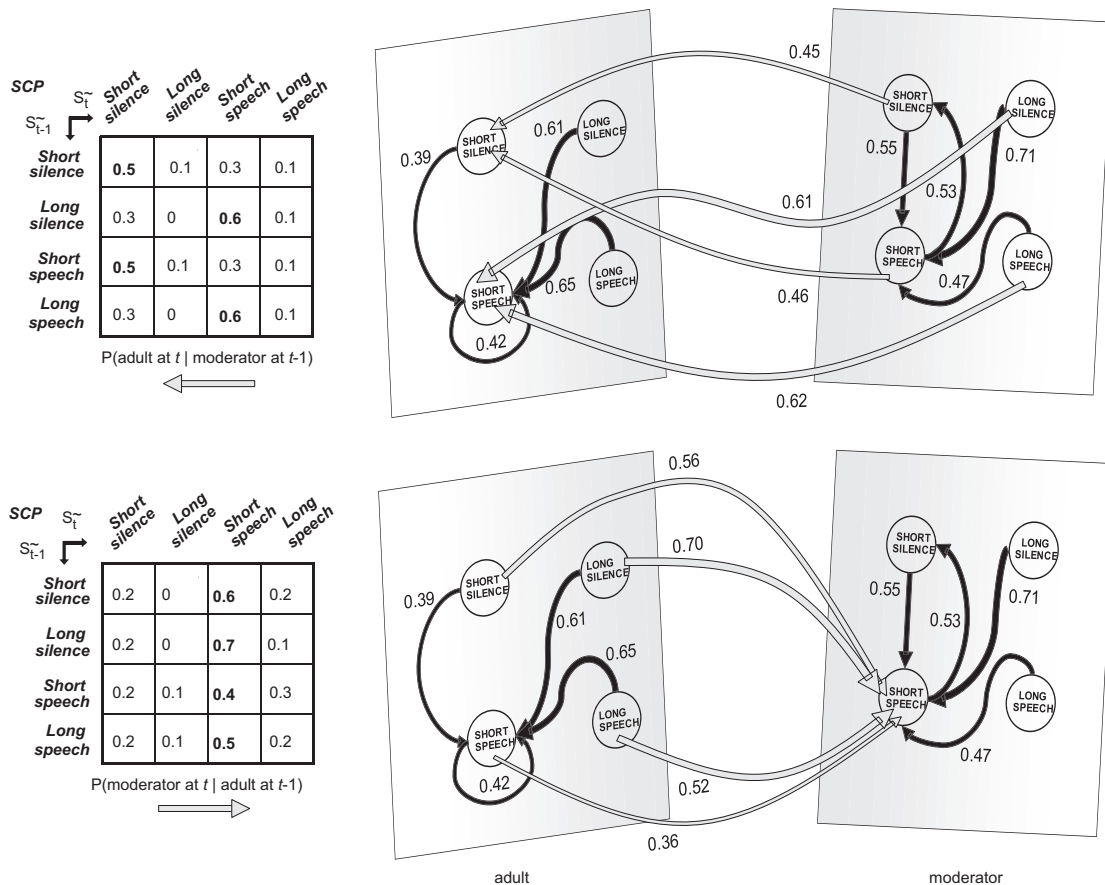 SCP
S~t
S~t-1
Short silence
Long silence
Short speech
Long speech
Short silence
0.5 0.1 0.3 0.1
Long silence
0.3 0 0.6 0.1
Short speech
0.5 0.1 0.3 0.1
Long speech
0.3 0 0.6 0.1
P(adult at t | moderator at t-1)
0.45
SHORT SILENCE
LONG SILENCE
SHORT SILENCE
LONG SILENCE
0.39
0.61
0.55
0.71
0.53
0.61
SHORT SPEECH
LONG SPEECH
SHORT SPEECH
LONG SPEECH
0.65
0.46
0.47
0.42
0.62
SCP
S~t
S~t-1
Short silence
Long silence
Short speech
Long speech
Short silence
0.2 0 0.6 0.2
Long silence
0.2 0 0.7 0.1
Short speech
0.2 0.1 0.4 0.3
Long speech
0.2 0.1 0.5 0.2
P(moderator at t | adult at t-1)
0.56
0.70
SHORT SILENCE
LONG SILENCE
SHORT SILENCE
LONG SILENCE
0.39
0.61
0.55
0.71
0.53
0.65
SHORT SPEECH
LONG SPEECH
SHORT SPEECH
LONG SPEECH
0.42
0.52
0.47
0.36
adult
moderator